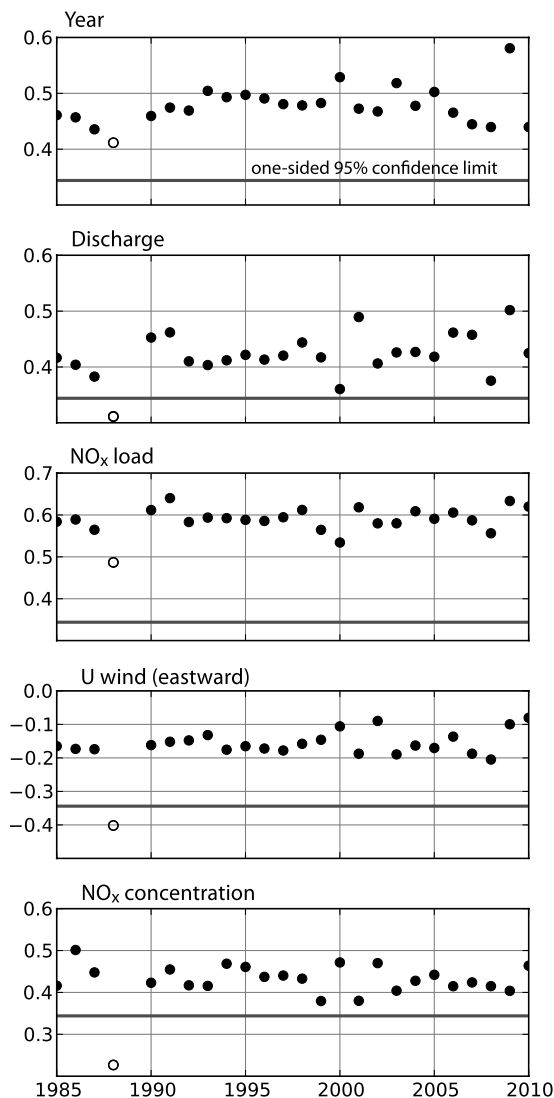 Year
0.6
0.5
0.4
one-sided 95% confidence limit
Discharge
0.6
0.5
0.4
NOx load
0.7
0.6
0.5
0.4
U wind (eastward)
0.0
−0.1
−0.2
−0.3
−0.4
NOx concentration
0.6
0.5
0.4
0.3
1985 1990 1995 2000 2005 2010